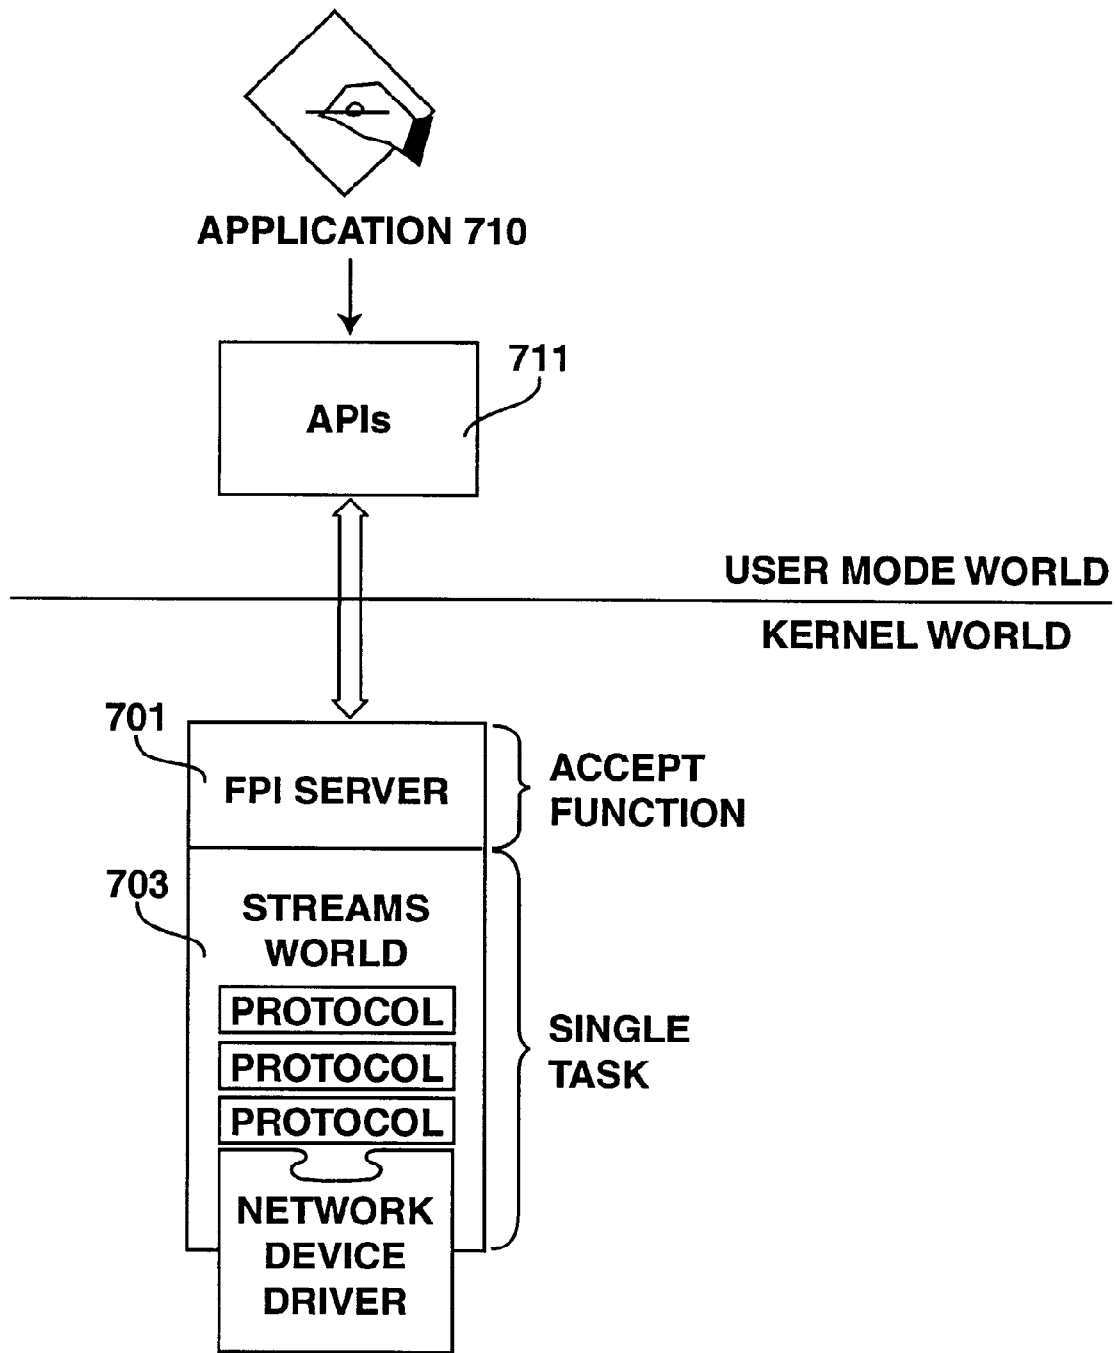 APPLICATION 710
711
APIs
USER MODE WORLD
KERNEL WORLD
701
FPI SERVER
ACCEPT
FUNCTION
703
STREAMS
WORLD
PROTOCOL
PROTOCOL
PROTOCOL
SINGLE
TASK
NETWORK
DEVICE
DRIVER